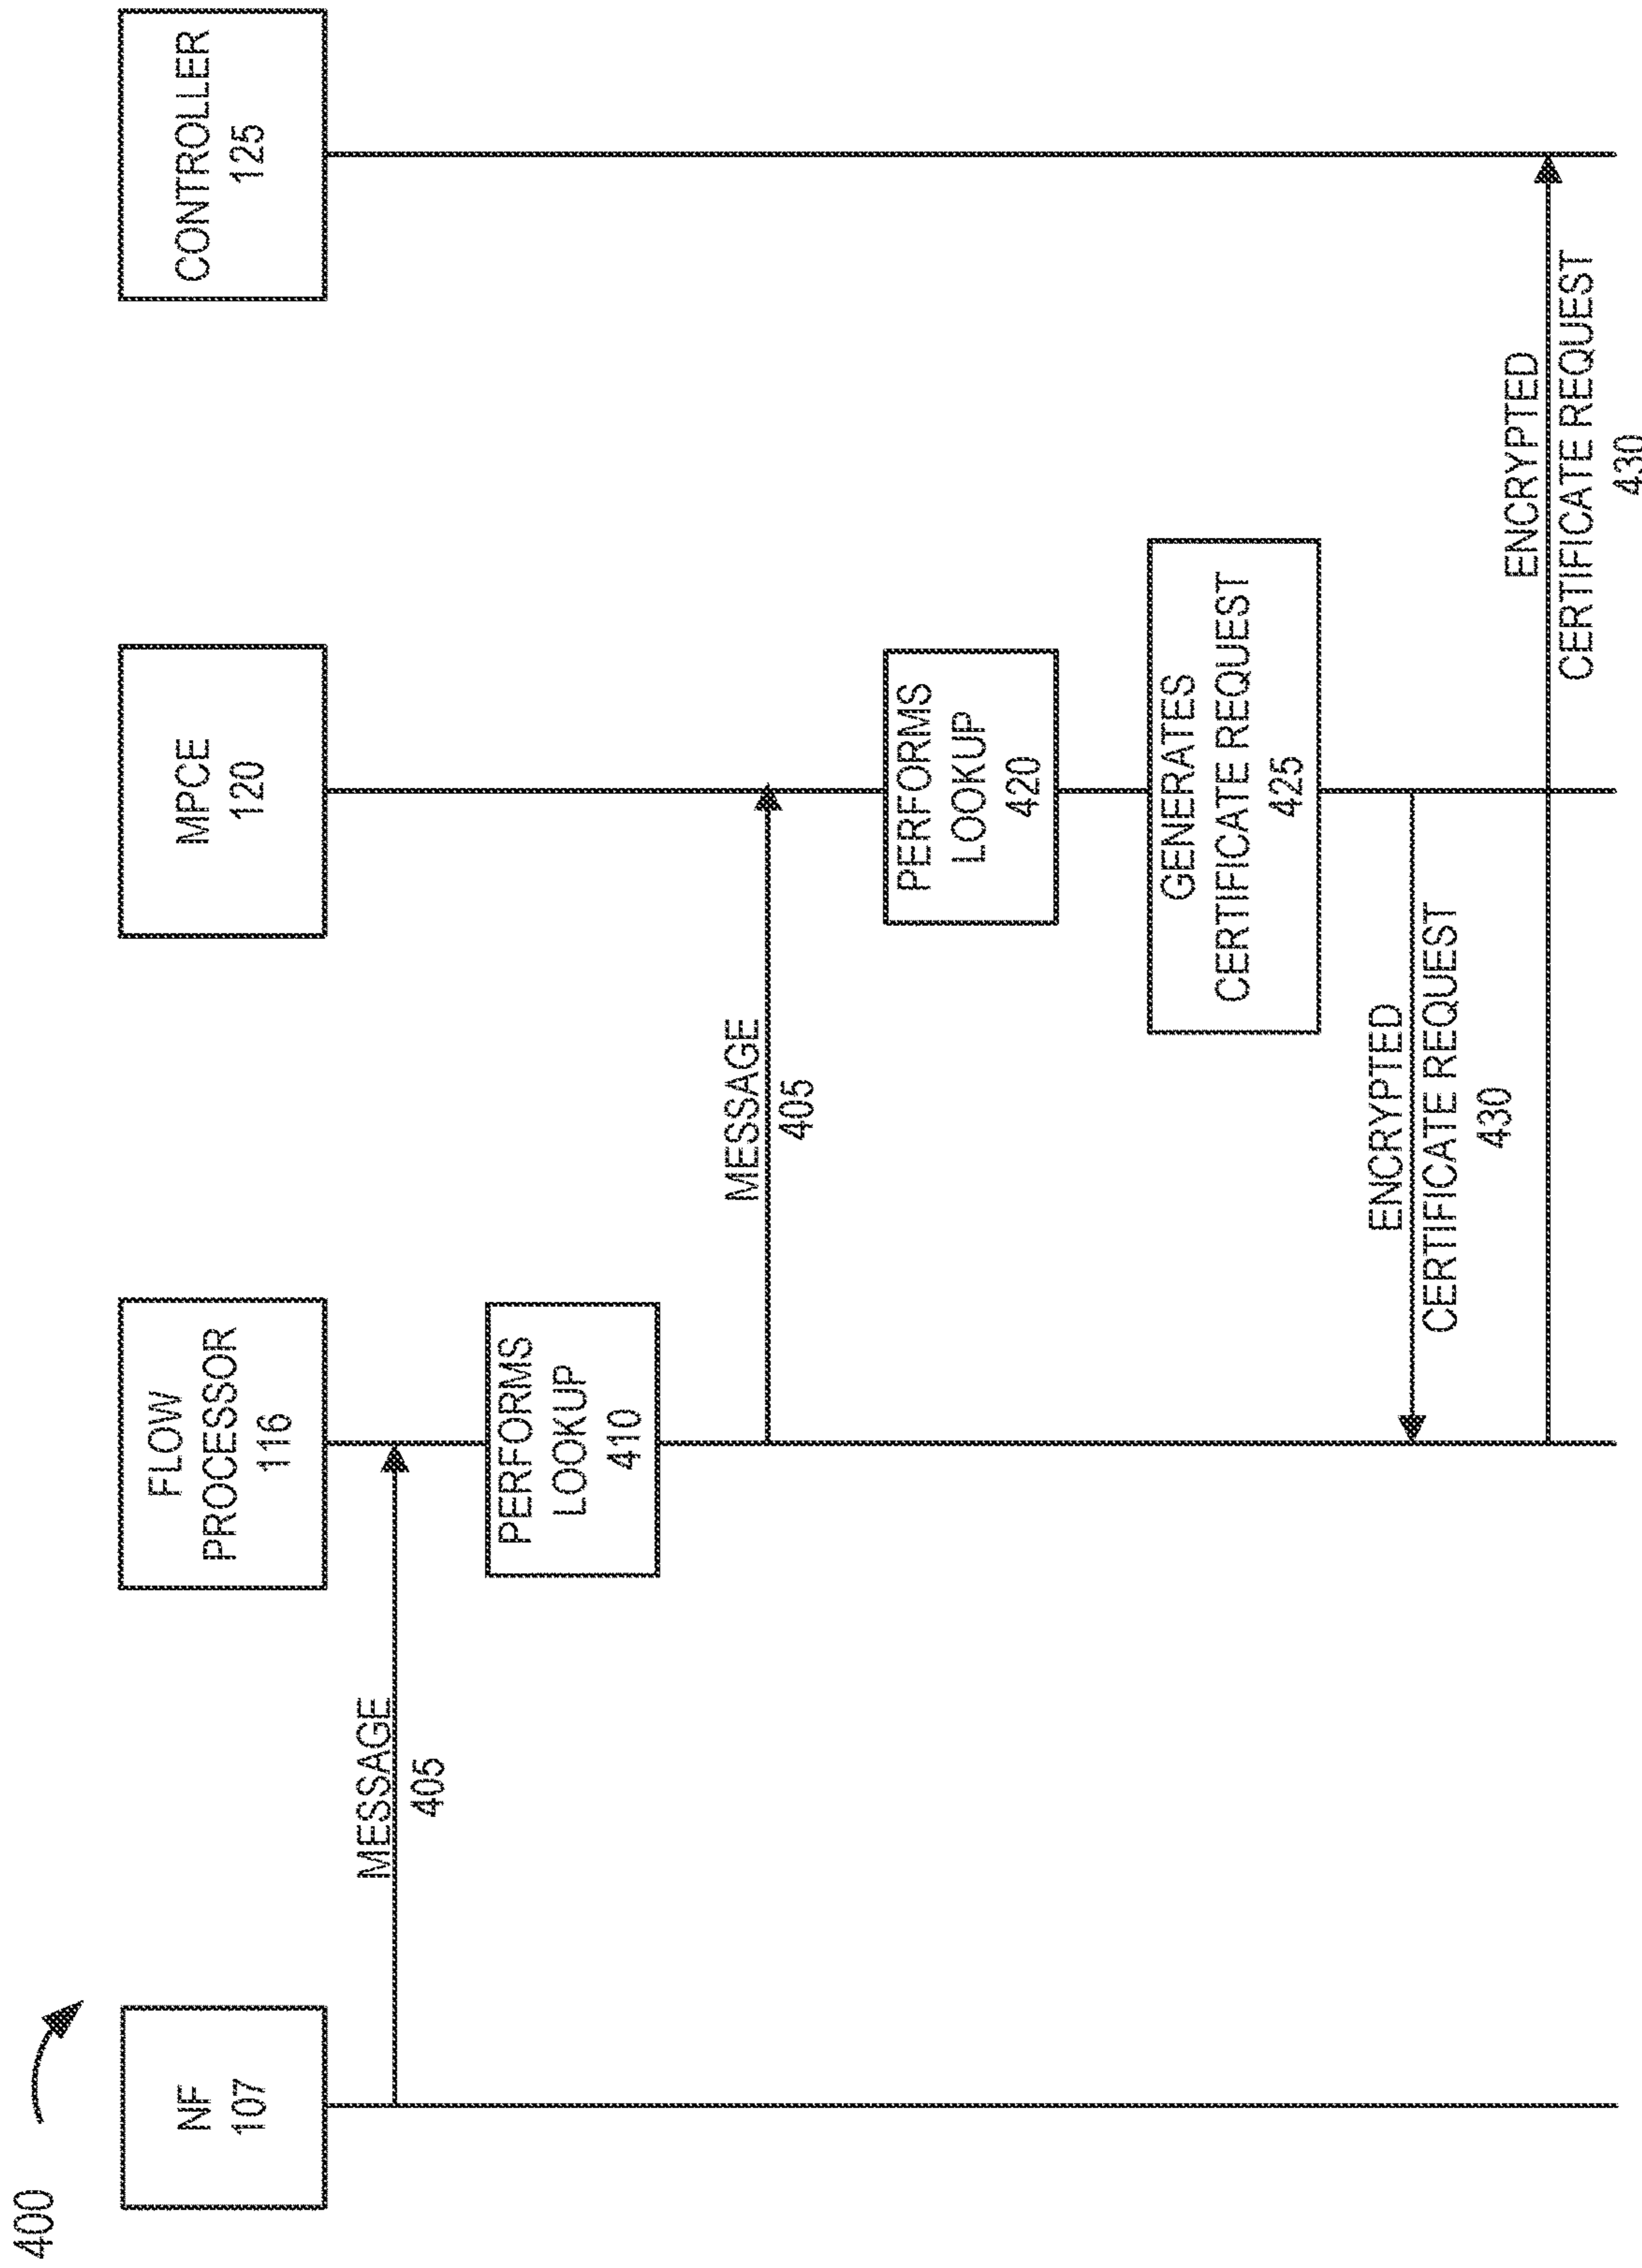 400
NF
107
FLOW
PROCESSOR
116
MPCE
120
CONTROLLER
125
MESSAGE
405
PERFORMS
LOOKUP
410
MESSAGE
405
PERFORMS
LOOKUP
420
GENERATES
CERTIFICATE REQUEST
425
ENCRYPTED
CERTIFICATE REQUEST
430
ENCRYPTED
CERTIFICATE REQUEST
430